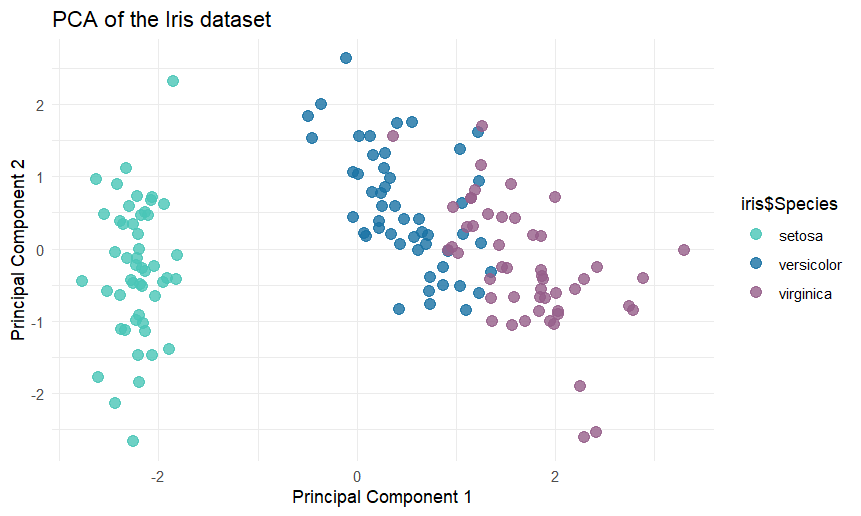 PCA of the Iris dataset
Principal Component 2
2
1
0
-1
-2
-2
0
2
Principal Component 1
iris$Species
setosa
versicolor
virginica